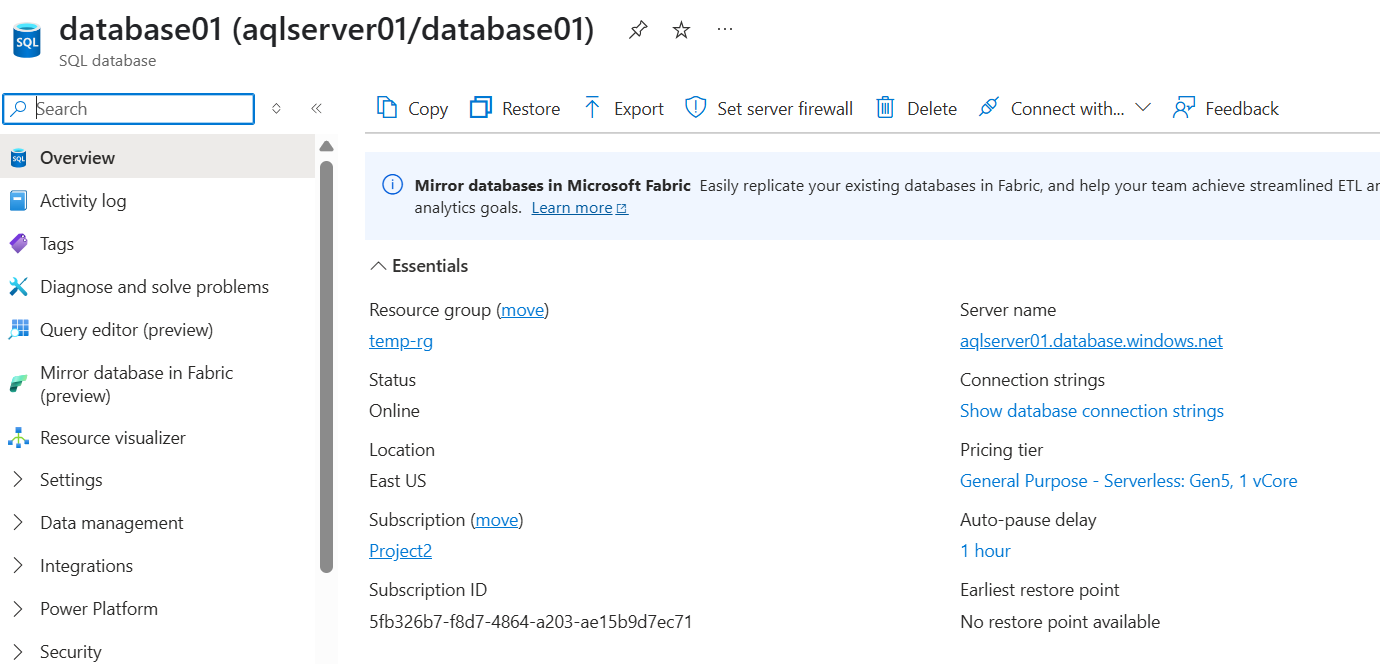 database01 (aqlserver01/database01)
SQL
SQL database
Search
Copy
Restore
Export
Set server firewall
Delete
Connect with...
Feedback
SQL
Overview
Activity log
Tags
Diagnose and solve problems
Query editor (preview)
Mirror database in Fabric
(preview)
Resource visualizer
Settings
Data management
Integrations
Power Platform
Security
Mirror databases in Microsoft Fabric Easily replicate your existing databases in Fabric, and help your team achieve streamlined ETL
analytics goals. Learn more
Essentials
Resource group (move)
temp-rg
Status
Online
Location
East US
Subscription (move)
Project2
Subscription ID
5fb326b7-f8d7-4864-a203-ae15b9d7ec71
Server name
aqlserver01.database.windows.net
Connection strings
Show database connection strings
Pricing tier
General Purpose - Serverless: Gen5, 1 vCore
Auto-pause delay
1 hour
Earliest restore point
No restore point available